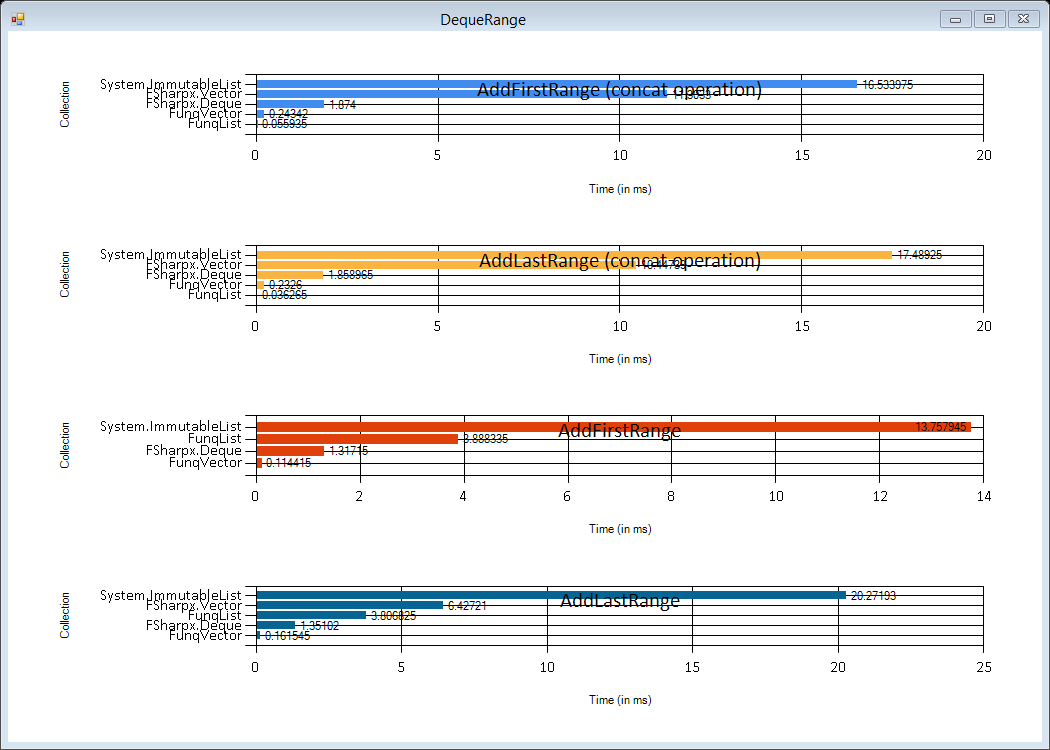 DequeRange
AddFirstRange (concat operation)
Collection
System.ImmutableList 16.533975
FSharpx.Vector
FSharpx.Deque 1.874
FunqVector 0.24342
FunqList 0.055935
0 5 10 15 20
Time (in ms)
AddLastRange (concat operation)
Collection
System.ImmutableList 17.48925
FSharpx.Vector
FSharpx.Deque 1.858965
FunqVector 0.2326
FunqList 0.036265
0 5 10 15 20
Time (in ms)
AddFirstRange
Collection
System.ImmutableList 13.757945
FunqList 3.888335
FSharpx.Deque 1.31715
FunqVector 0.114415
0 2 4 6 8 10 12 14
Time (in ms)
AddLastRange
Collection
System.ImmutableList 20.27193
FSharpx.Vector 6.42721
FunqList 3.806825
FSharpx.Deque 1.35102
FunqVector 0.161545
0 5 10 15 20 25
Time (in ms)